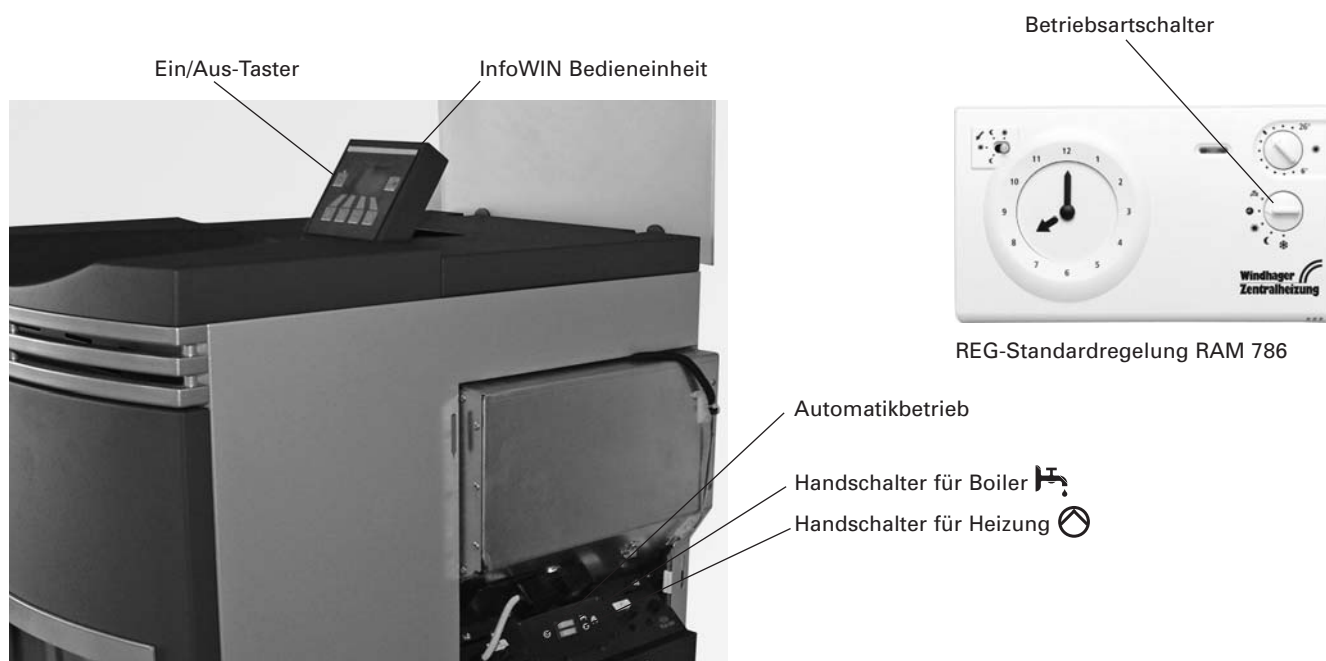 Betriebsartschalter
Ein/Aus-Taster
InfoWIN Bedieneinheit
26°
6°
12
1
2
3
4
5
6
7
8
9
10
11
Windhager
Zentralheizung
REG-Standardregelung RAM 786
Automatikbetrieb
Handschalter für Boiler
Handschalter für Heizung